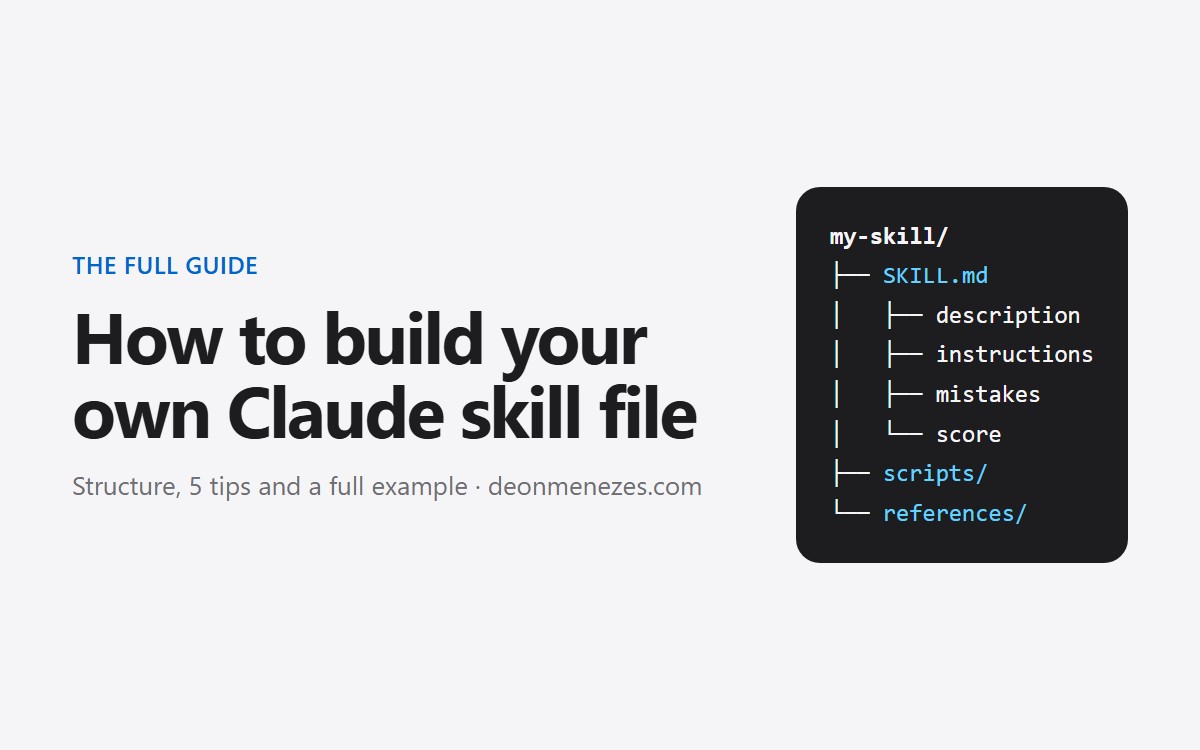 THE FULL GUIDE
How to build your
own Claude skill file
Structure, 5 tips and a full example · deonmenezes.com
my-skill/
├── SKILL.md
│   ├── description
│   ├── instructions
│   ├── mistakes
│   └── score
├── scripts/
└── references/